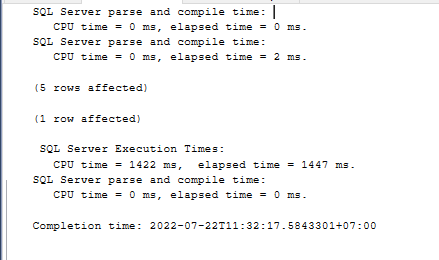 SQL Server parse and compile time:
CPU time = 0 ms, elapsed time = 0 ms.
SQL Server parse and compile time:
CPU time = 0 ms, elapsed time = 2 ms.
(5 rows affected)
(1 row affected)
SQL Server Execution Times:
CPU time = 1422 ms,  elapsed time = 1447 ms.
SQL Server parse and compile time:
CPU time = 0 ms, elapsed time = 0 ms.
Completion time: 2022-07-22T11:32:17.5843301+07:00